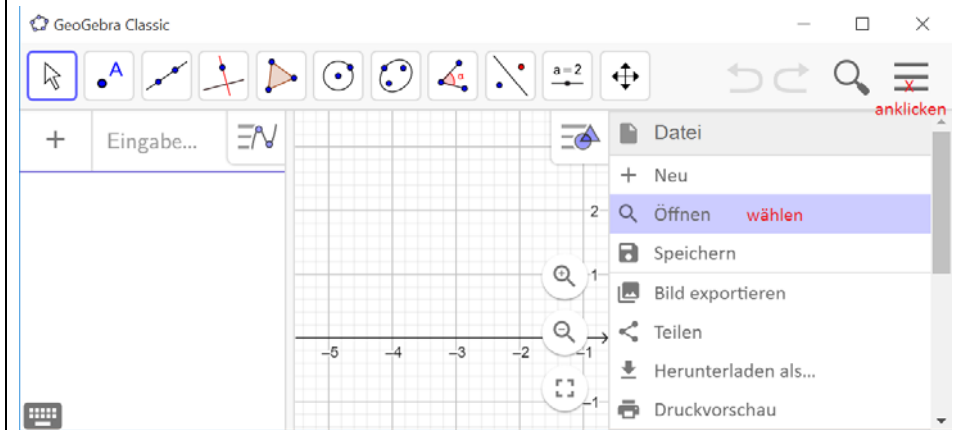 GeoGebra Classic
A
α
a=2
anklicken
+ Eingabe...
Datei
+ Neu
Öffnen wählen
Speichern
Bild exportieren
Teilen
Herunterladen als...
Druckvorschau
2
1
–5 –4 –3 –2 –1
–1